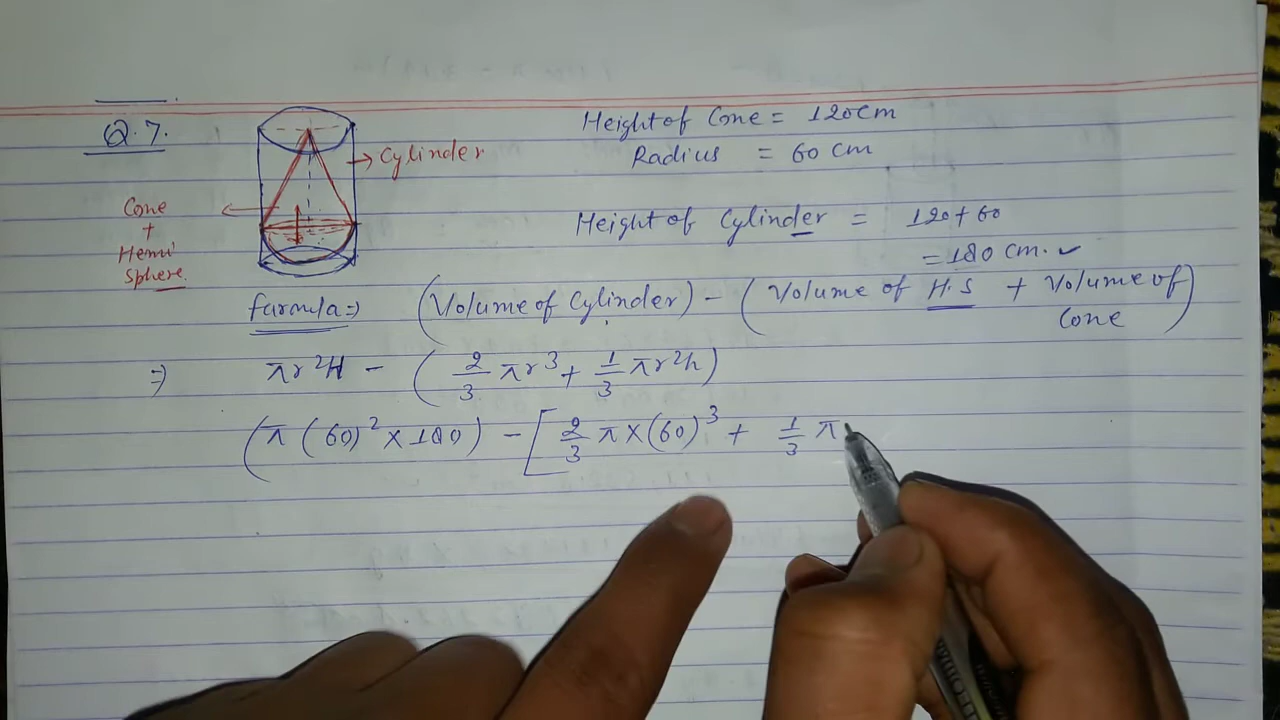 Q.7.
Height of Cone = 120cm
Radius = 60 cm
→ Cylinder
Cone
+
Hemi
Sphere.
Height of Cylinder = 120+60
= 180 cm. ✓
farmula ⇒ (Volume of Cylinder) - (Volume of H.S + Volume of Cone)
⇒ πr²H - (2/3 πr³ + 1/3 πr²h)
(π (60)² × 180) - [2/3 π×(60)³ + 1/3 π